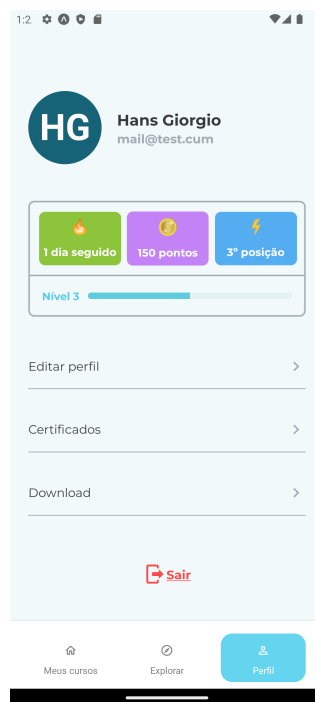 1:2
HG
Hans Giorgio
mail@test.cum
1 dia seguido
150 pontos
3º posição
Nível 3
Editar perfil
Certificados
Download
Sair
Meus cursos
Explorar
Perfil